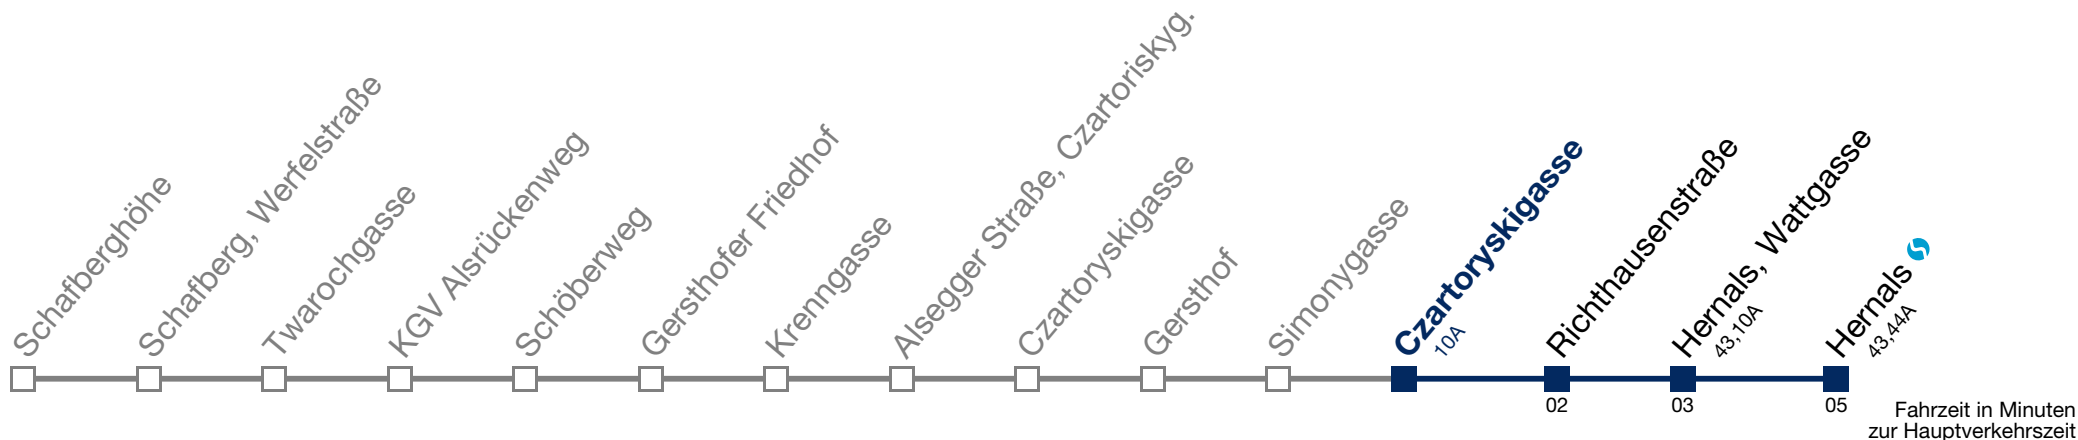 Schafberghöhe
Schafberg, Werfelstraße
Twarochgasse
KGV Alsrückenweg
Schöberweg
Gersthofer Friedhof
Krenngasse
Alsegger Straße, Czartoriskyg.
Czartoryskigasse
Gersthof
Simonygasse
Czartoryskigasse
10A
Richthausenstraße
Hernals, Wattgasse
43,10A
Hernals
43,44A
02
03
05
Fahrzeit in Minuten
zur Hauptverkehrszeit